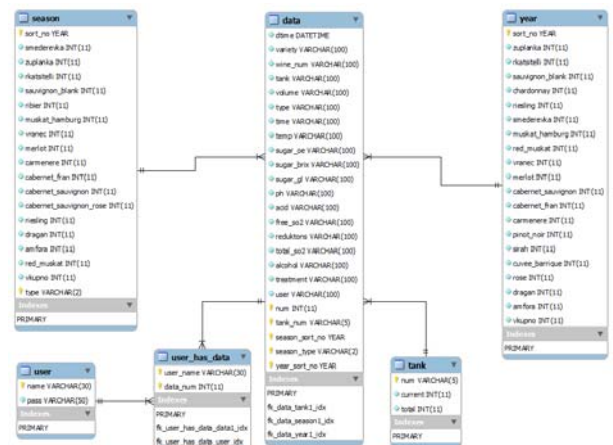 season
sort_no YEAR
smederevka INT(11)
zuplanka INT(11)
rkatsteli INT(11)
sauvignon_blank INT(11)
ribier INT(11)
muskat_hamburg INT(11)
vranec INT(11)
merlot INT(11)
carmenere INT(11)
cabernet_fran INT(11)
cabernet_sauvignon INT(11)
cabernet_sauvignon_rose INT(11)
riesling INT(11)
dragan INT(11)
amfora INT(11)
red_muskat INT(11)
vkupno INT(11)
type VARCHAR(2)
Indexes
PRIMARY
user
name VARCHAR(30)
pass VARCHAR(50)
Indexes
PRIMARY
user_has_data
user_name VARCHAR(30)
data_num INT(11)
Indexes
PRIMARY
fk_user_has_data_data1_idx
fk_user_has_data_user_idx
data
dtime DATETIME
variety VARCHAR(100)
wine_num VARCHAR(100)
tank VARCHAR(100)
volume VARCHAR(100)
type VARCHAR(100)
time VARCHAR(100)
temp VARCHAR(100)
sugar_oe VARCHAR(100)
sugar_brix VARCHAR(100)
sugar_gl VARCHAR(100)
ph VARCHAR(100)
acid VARCHAR(100)
free_so2 VARCHAR(100)
reduktons VARCHAR(100)
total_so2 VARCHAR(100)
alcohol VARCHAR(100)
treatment VARCHAR(100)
user VARCHAR(100)
num INT(11)
tank_num VARCHAR(5)
season_sort_no YEAR
season_type VARCHAR(2)
year_sort_no YEAR
Indexes
PRIMARY
fk_data_tank1_idx
fk_data_season1_idx
fk_data_year1_idx
year
sort_no YEAR
zuplanka INT(11)
rkatsteli INT(11)
sauvignon_blank INT(11)
chardonnay INT(11)
riesling INT(11)
smederevka INT(11)
muskat_hamburg INT(11)
red_muskat INT(11)
vranec INT(11)
merlot INT(11)
cabernet_sauvignon INT(11)
cabernet_fran INT(11)
carmenere INT(11)
pinot_noir INT(11)
sirah INT(11)
cuvee_barrique INT(11)
rose INT(11)
dragan INT(11)
amfora INT(11)
vkupno INT(11)
Indexes
PRIMARY
tank
num VARCHAR(5)
current INT(11)
total INT(11)
Indexes
PRIMARY